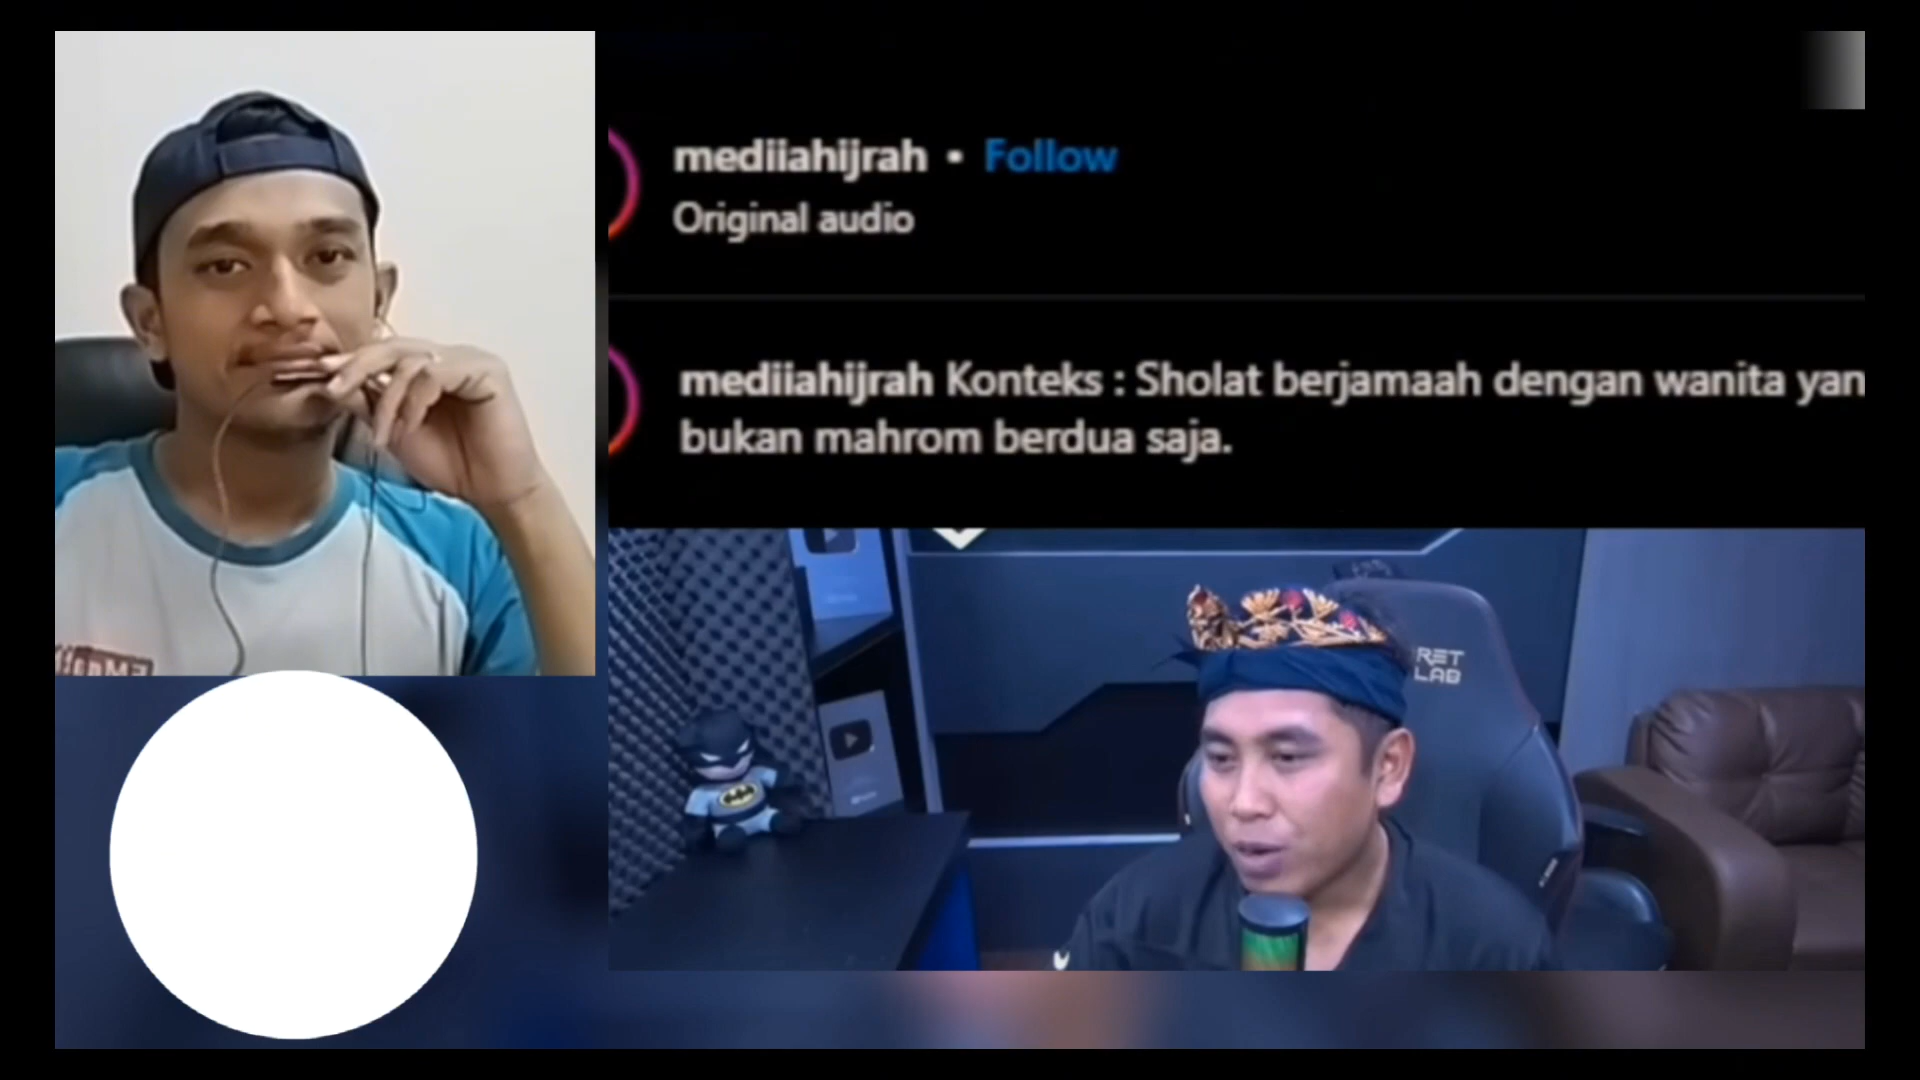 mediiahijrah • Follow
Original audio
mediiahijrah Konteks : Sholat berjamaah dengan wanita yan
bukan mahrom berdua saja.
RET
LAB